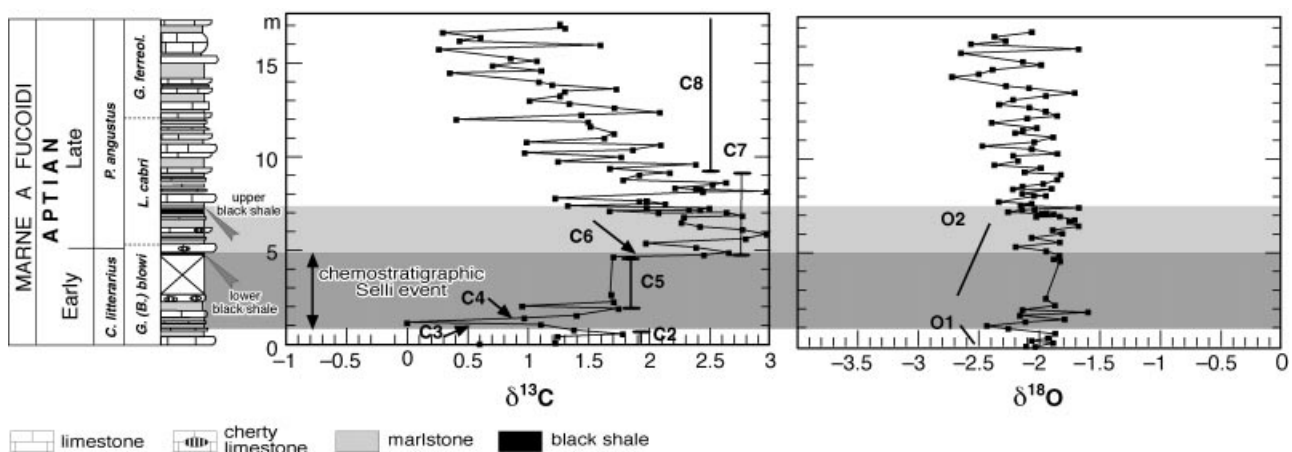 MARNE A FUCOIDI
APTIAN
Early
Late
C. litterarius
P. angustus
G. (B.) blowi
L. cabri
G. ferreol.
upper
black shale
lower
black shale
m
15
10
5
0
chemostratigraphic
Selli event
C8
C7
C6
C5
C4
C3
C2
−1
−0.5
0
0.5
1
1.5
2
2.5
3
δ13C
O2
O1
−3.5
−3
−2.5
−2
−1.5
−1
−0.5
0
δ18O
limestone
cherty
limestone
marlstone
black shale